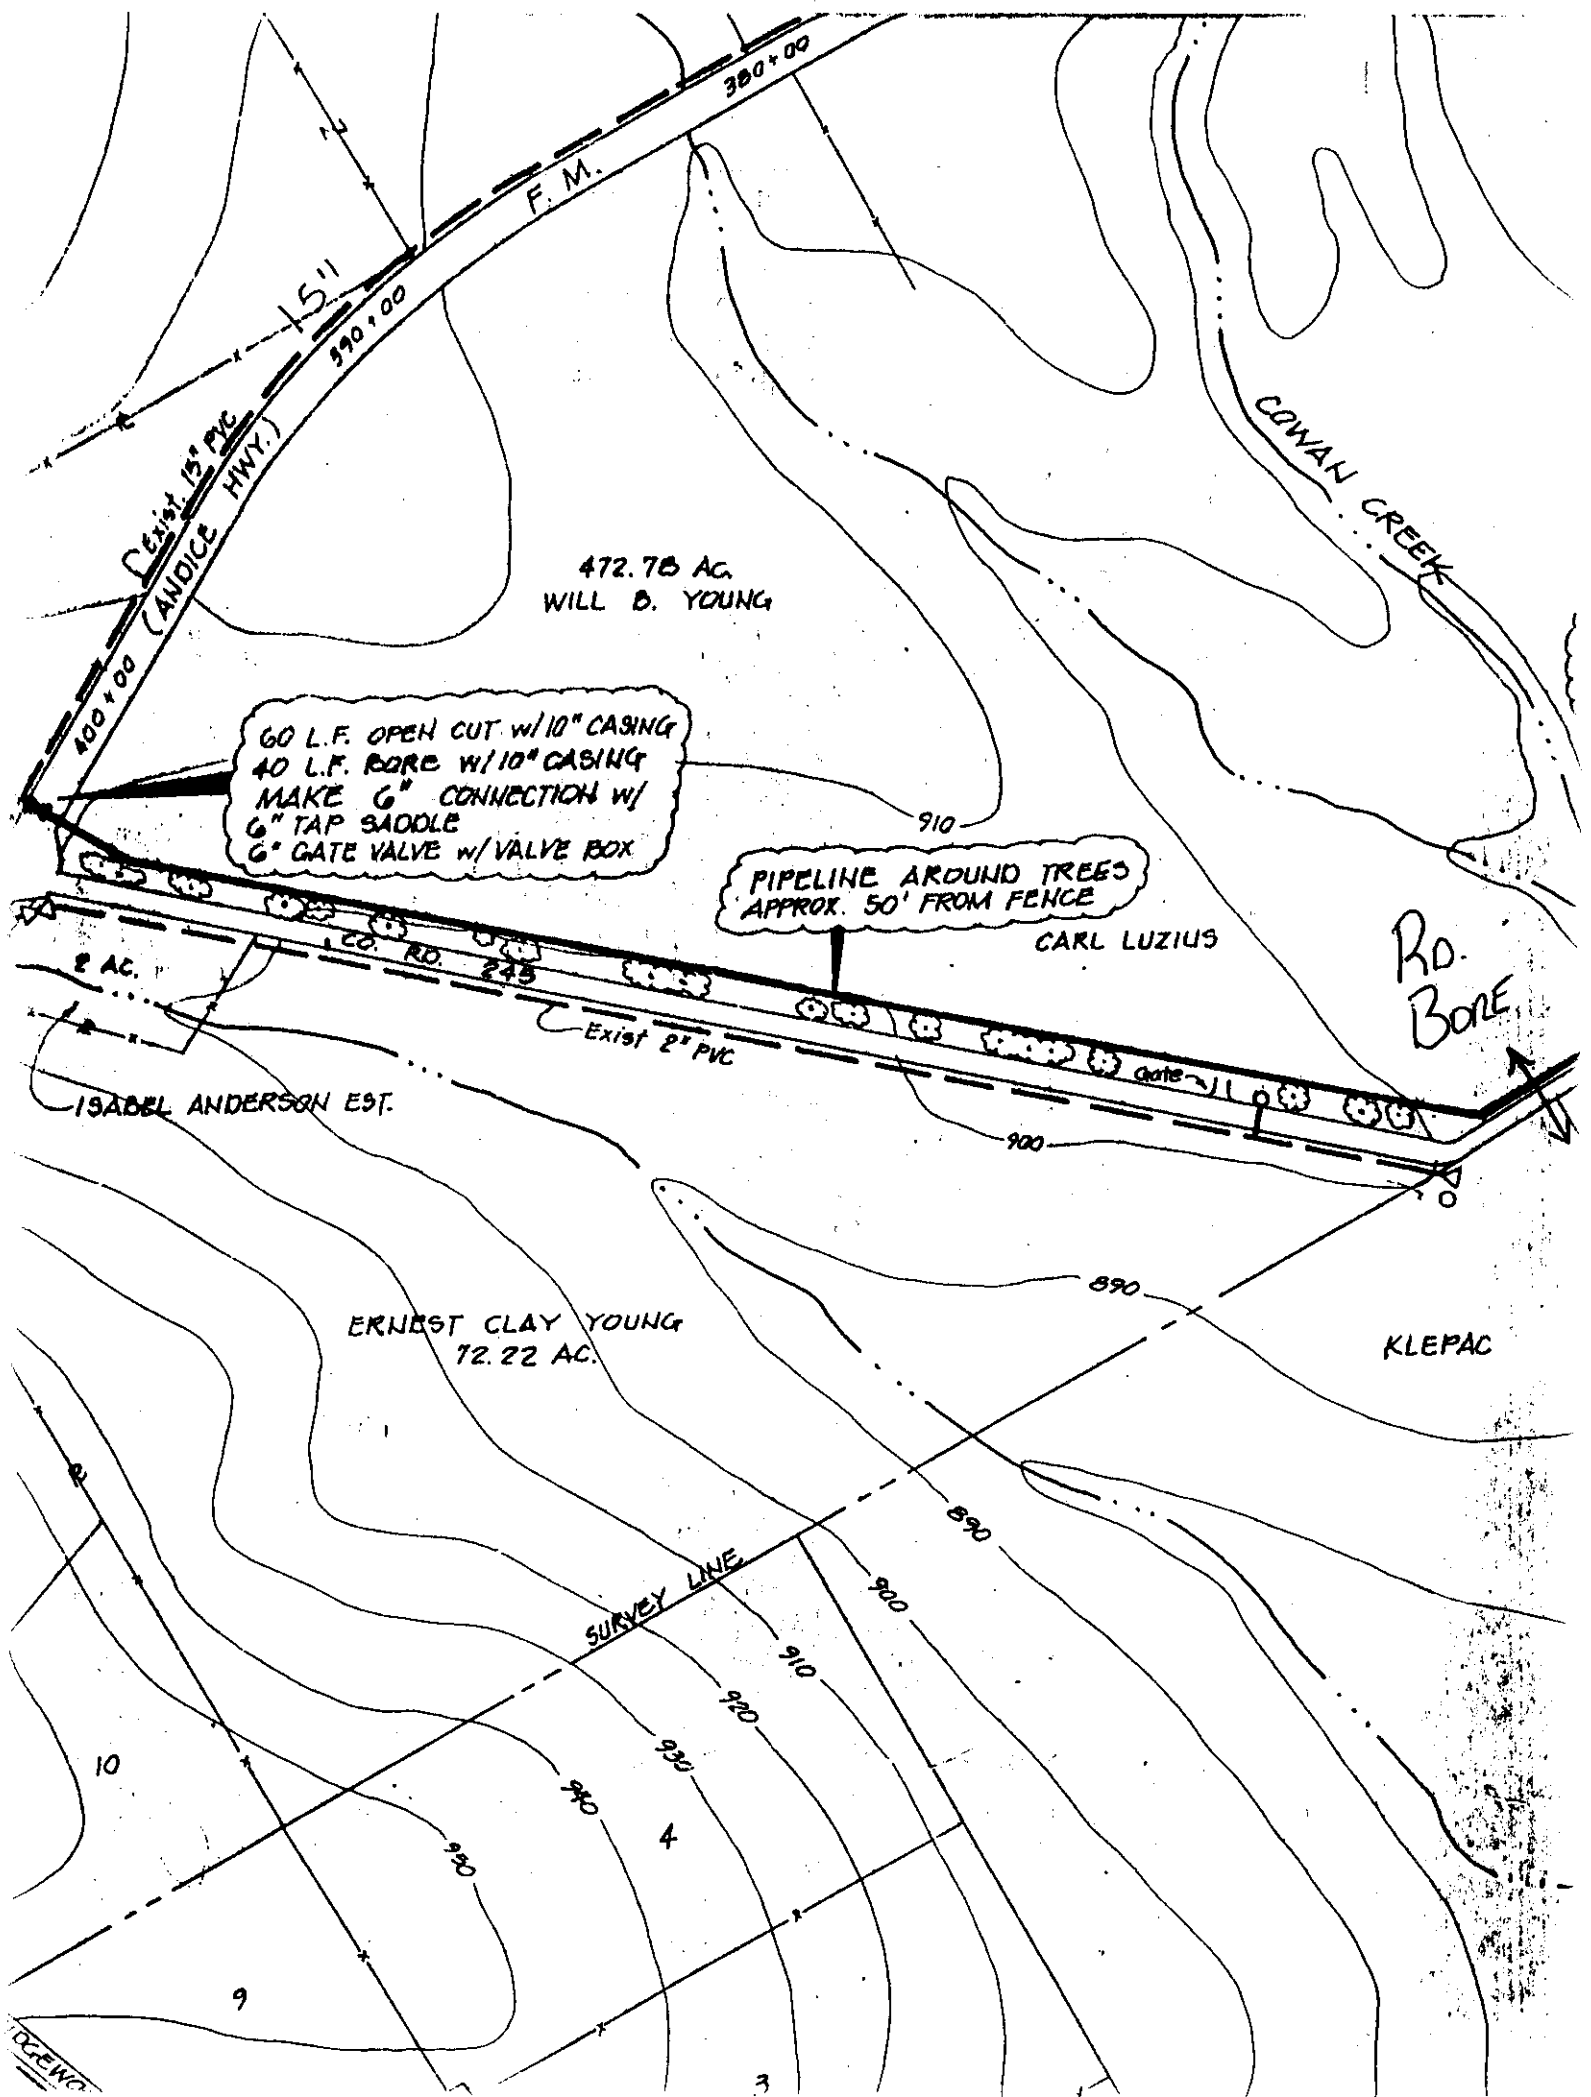 380+00
F. M.
15"
390+00
Exist. 15" PVC
(ANDICE HWY.)
400+00
COWAN CREEK
472.78 AC.
WILL B. YOUNG
60 L.F. OPEN CUT w/10" CASING
40 L.F. BORE W/10" CASING
MAKE 6" CONNECTION W/
6" TAP SADDLE
6" GATE VALVE w/VALVE BOX
910
PIPELINE AROUND TREES
APPROX. 50' FROM FENCE
CARL LUZIUS
RD.
BORE
CO. RD. 245
2 AC.
Exist 2" PVC
Gate
ISABEL ANDERSON EST.
900
890
ERNEST CLAY YOUNG
72.22 AC.
KLEPAC
890
SURVEY LINE
900
910
920
930
940
950
10
4
9
3